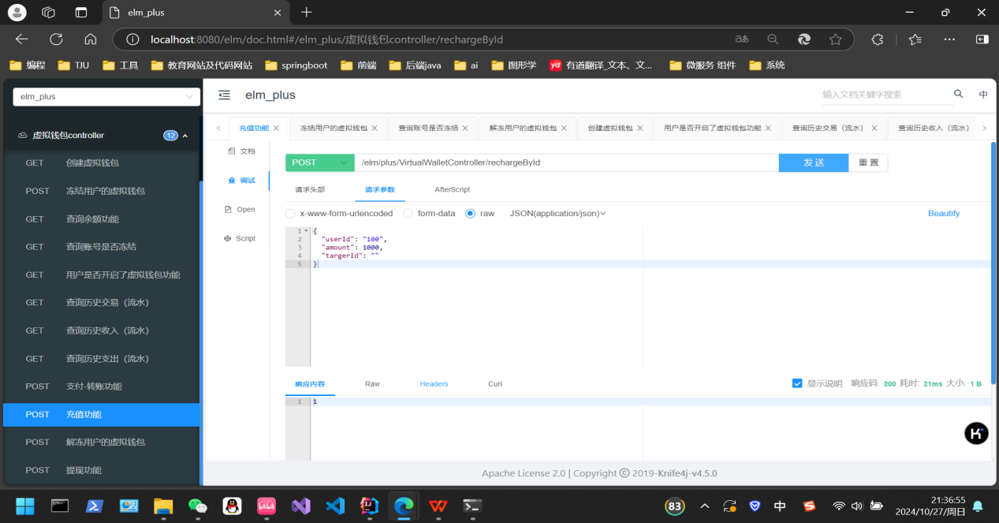 elm_plus
localhost:8080/elm/doc.html#/elm_plus/虚拟钱包controller/rechargeById
编程 TJU 工具 教育网站及代码网站 springboot 前端 后端java ai 图形学 有道翻译_文本、文... 微服务 组件 系统
elm_plus
elm_plus
输入文档关键字搜索
中
虚拟钱包controller 12
GET 创建虚拟钱包
POST 冻结用户的虚拟钱包
GET 查询余额功能
GET 查询账号是否冻结
GET 用户是否开启了虚拟钱包功能
GET 查询历史交易（流水）
GET 查询历史收入（流水）
GET 查询历史支出（流水）
POST 支付-转账功能
POST 充值功能
POST 解冻用户的虚拟钱包
POST 提现功能
充值功能 冻结用户的虚拟钱包 查询账号是否冻结 解冻用户的虚拟钱包 创建虚拟钱包 用户是否开启了虚拟钱包功能 查询历史交易（流水） 查询历史收入（流水）
文档
调试
Open
Script
POST /elm/plus/VirtualWalletController/rechargeById 发 送 重 置
请求头部 请求参数 AfterScript
x-www-form-urlencoded form-data raw JSON(application/json) Beautify
1 {
2 "userId": "100",
3 "amount": 1000,
4 "targerId": ""
5 }
响应内容 Raw Headers Curl 显示说明 响应码: 200 耗时: 21ms 大小: 1 B
1 1
Apache License 2.0 | Copyright © 2019-Knife4j-v4.5.0
83 中 21:36:55
2024/10/27/周日